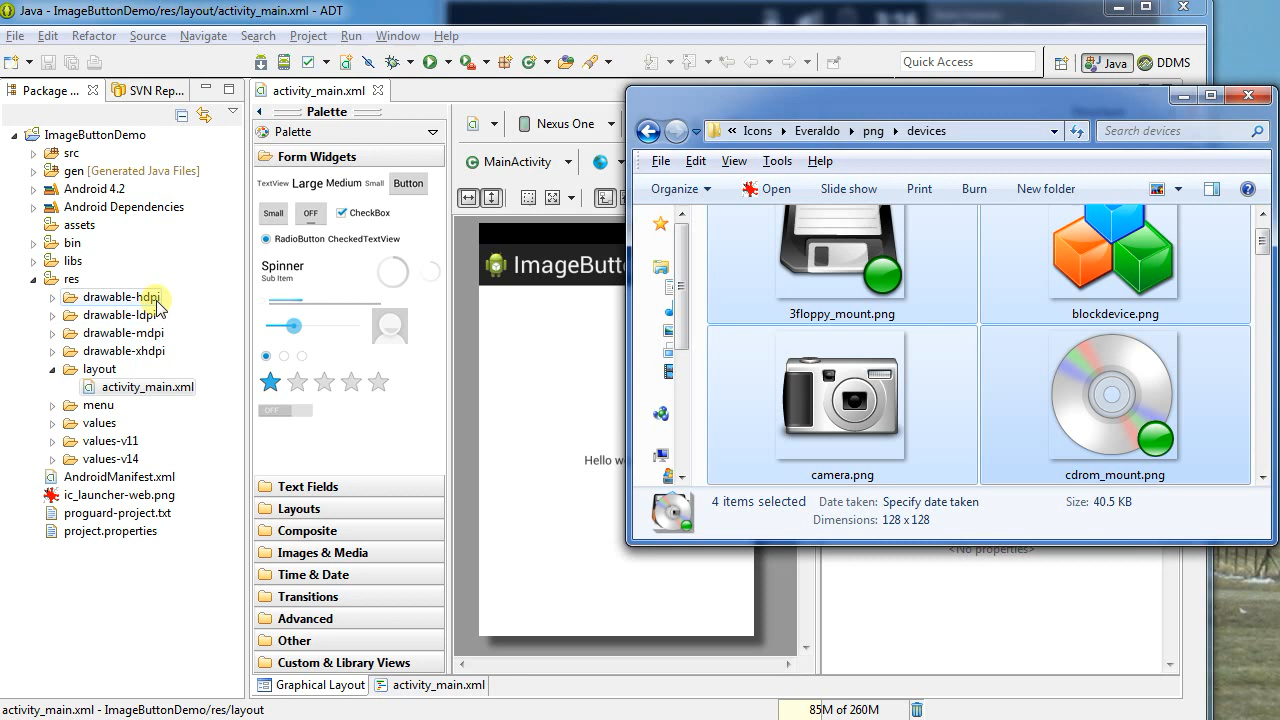 Java - ImageButtonDemo/res/layout/activity_main.xml - ADT
File Edit Refactor Source Navigate Search Project Run Window Help
Quick Access
Java
DDMS
Package ...
SVN Rep...
ImageButtonDemo
src
gen [Generated Java Files]
Android 4.2
Android Dependencies
assets
bin
libs
res
drawable-hdpi
drawable-ldpi
drawable-mdpi
drawable-xhdpi
layout
activity_main.xml
menu
values
values-v11
values-v14
AndroidManifest.xml
ic_launcher-web.png
proguard-project.txt
project.properties
activity_main.xml
Palette
Palette
Form Widgets
TextView Large Medium Small Button
Small OFF CheckBox
RadioButton CheckedTextView
Spinner
Sub Item
OFF
Text Fields
Layouts
Composite
Images & Media
Time & Date
Transitions
Advanced
Other
Custom & Library Views
Graphical Layout
activity_main.xml
Nexus One
MainActivity
ImageButt
Hello w
Icons Everaldo png devices
Search devices
File Edit View Tools Help
Organize Open Slide show Print Burn New folder
3floppy_mount.png
blockdevice.png
camera.png
cdrom_mount.png
4 items selected Date taken: Specify date taken Size: 40.5 KB
Dimensions: 128 x 128
<No properties>
activity_main.xml - ImageButtonDemo/res/layout
85M of 260M